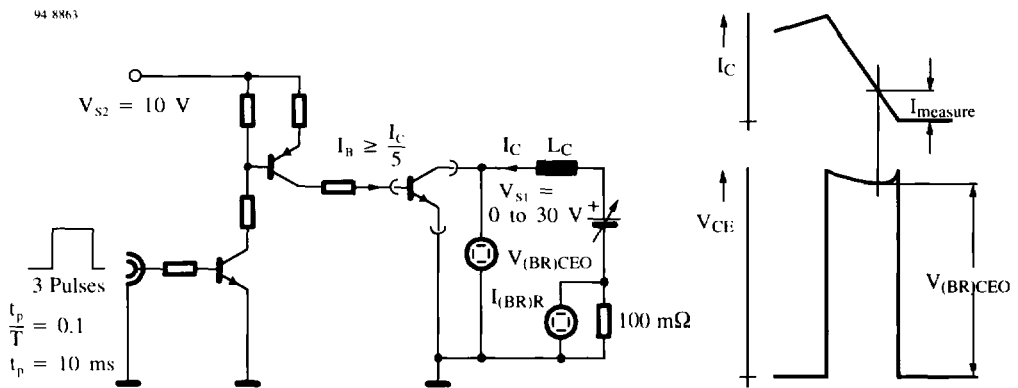 94 8863
V_S2 = 10 V
I_B ≥ I_C/5
I_C
L_C
V_S1 =
0 to 30 V
+
V_(BR)CEO
I_(BR)R
100 mΩ
3 Pulses
t_p/T = 0.1
t_p = 10 ms
I_C
I_measure
V_CE
V_(BR)CEO